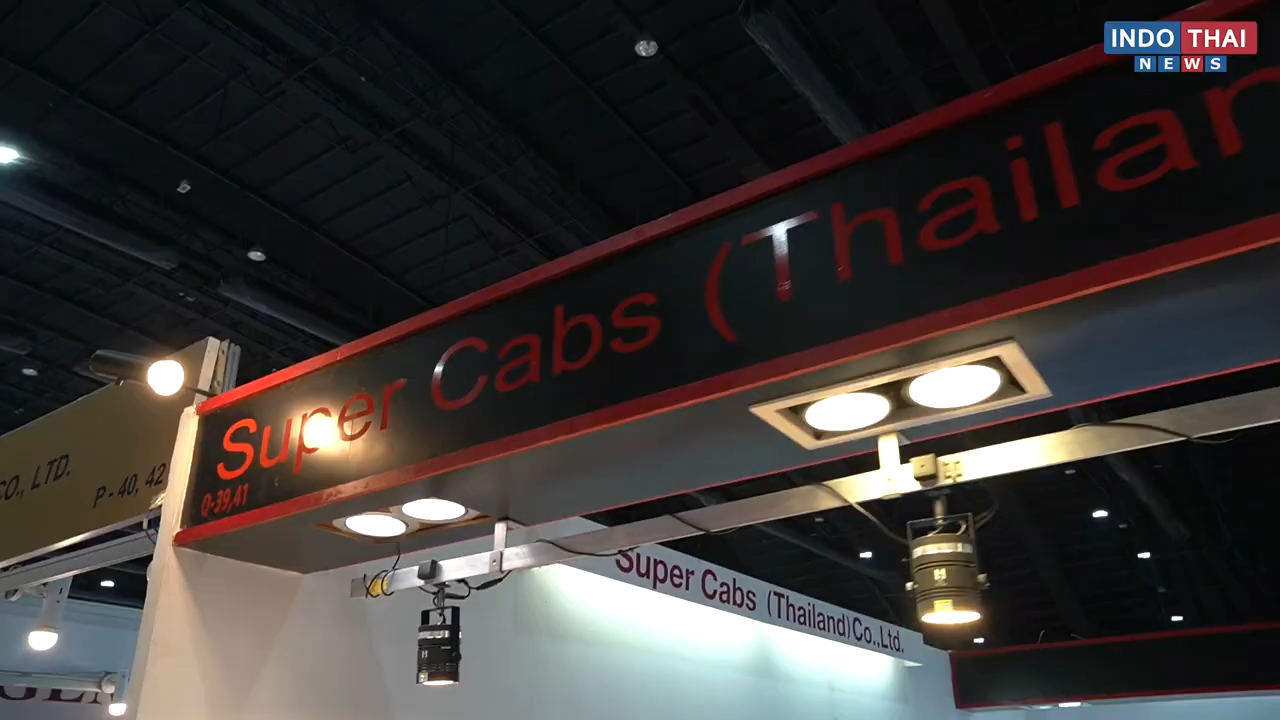 INDO THAI
NEWS
Super Cabs (Thailan
Q-39,41
CO., LTD.
P - 40, 42
Super Cabs (Thailand)Co.,Ltd.